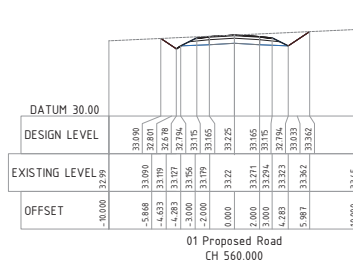 DATUM 30.00
DESIGN LEVEL 33.090 32.801 32.678 32.794 33.115 33.165 33.225 33.165 33.115 32.794 33.033 33.362
EXISTING LEVEL 32.99 33.090 33.119 33.127 33.156 33.179 33.22 33.271 33.294 33.323 33.362
OFFSET -10.000 -5.868 -4.633 -4.283 -3.000 -2.000 0.000 2.000 3.000 4.283 5.987
01 Proposed Road
CH 560.000